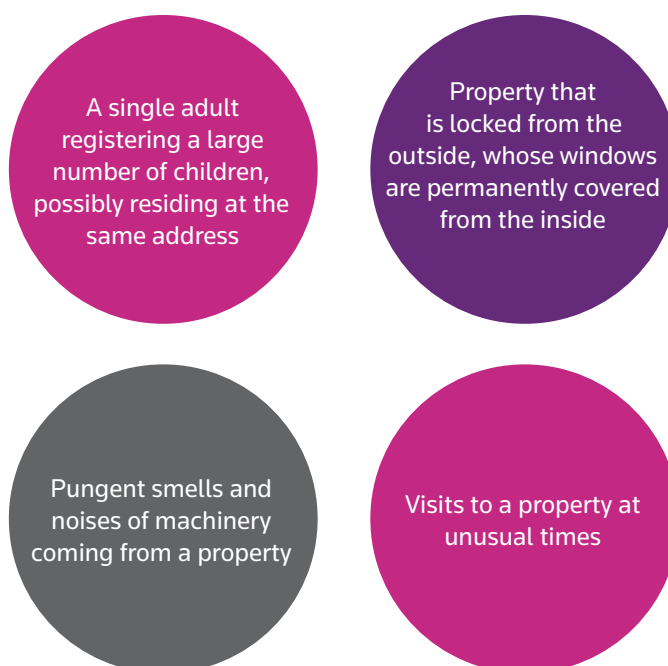 A single adult
registering a large
number of children,
possibly residing at the
same address
Property that
is locked from the
outside, whose windows
are permanently covered
from the inside
Pungent smells and
noises of machinery
coming from a property
Visits to a property at
unusual times